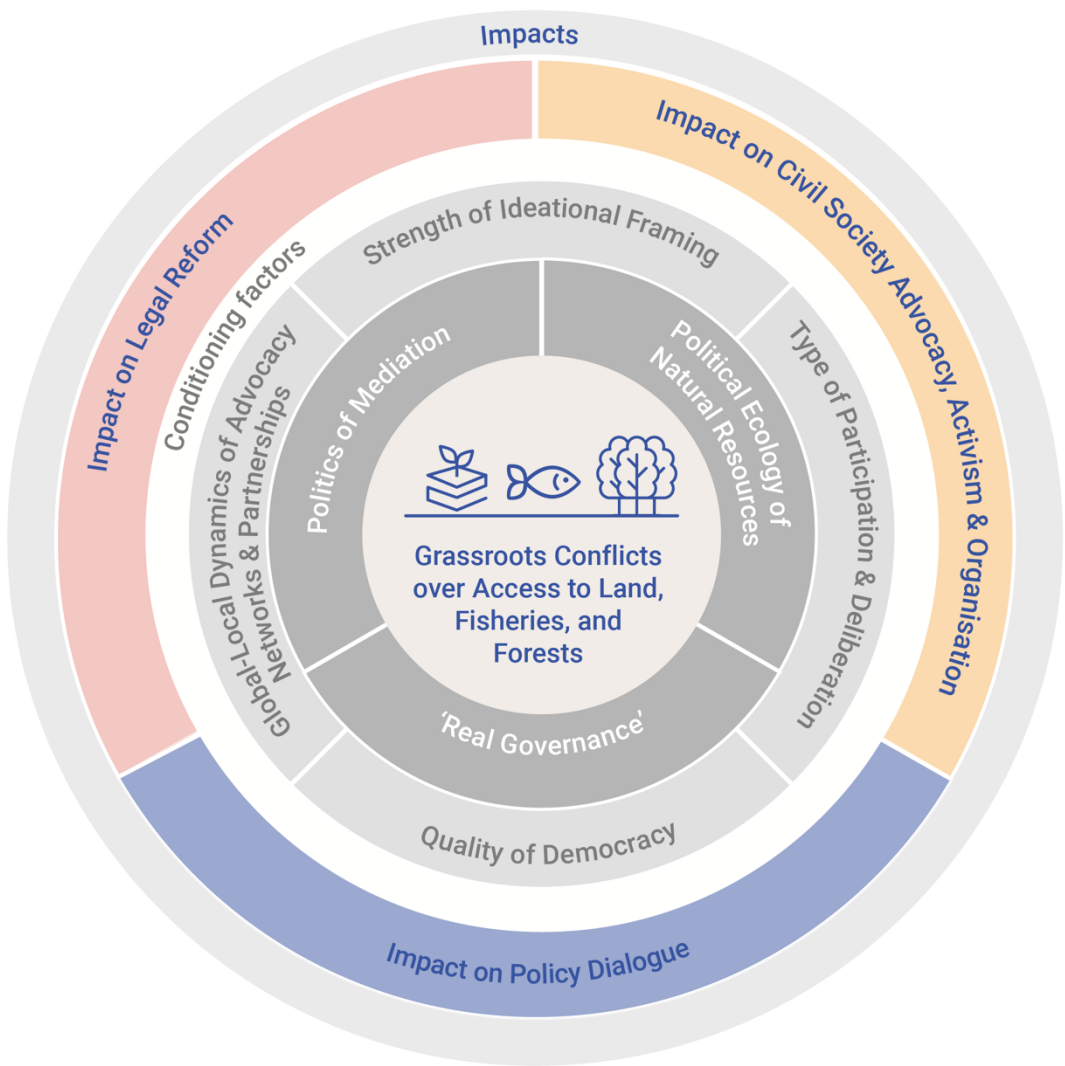 Impacts
Impact on Legal Reform
Impact on Civil Society Advocacy, Activism & Organisation
Impact on Policy Dialogue
Conditioning factors
Strength of Ideational Framing
Global-Local Dynamics of Advocacy
Networks & Partnerships
Type of Participation & Deliberation
Quality of Democracy
Politics of Mediation
Political Ecology of
Natural Resources
‘Real Governance’
Grassroots Conflicts
over Access to Land,
Fisheries, and
Forests